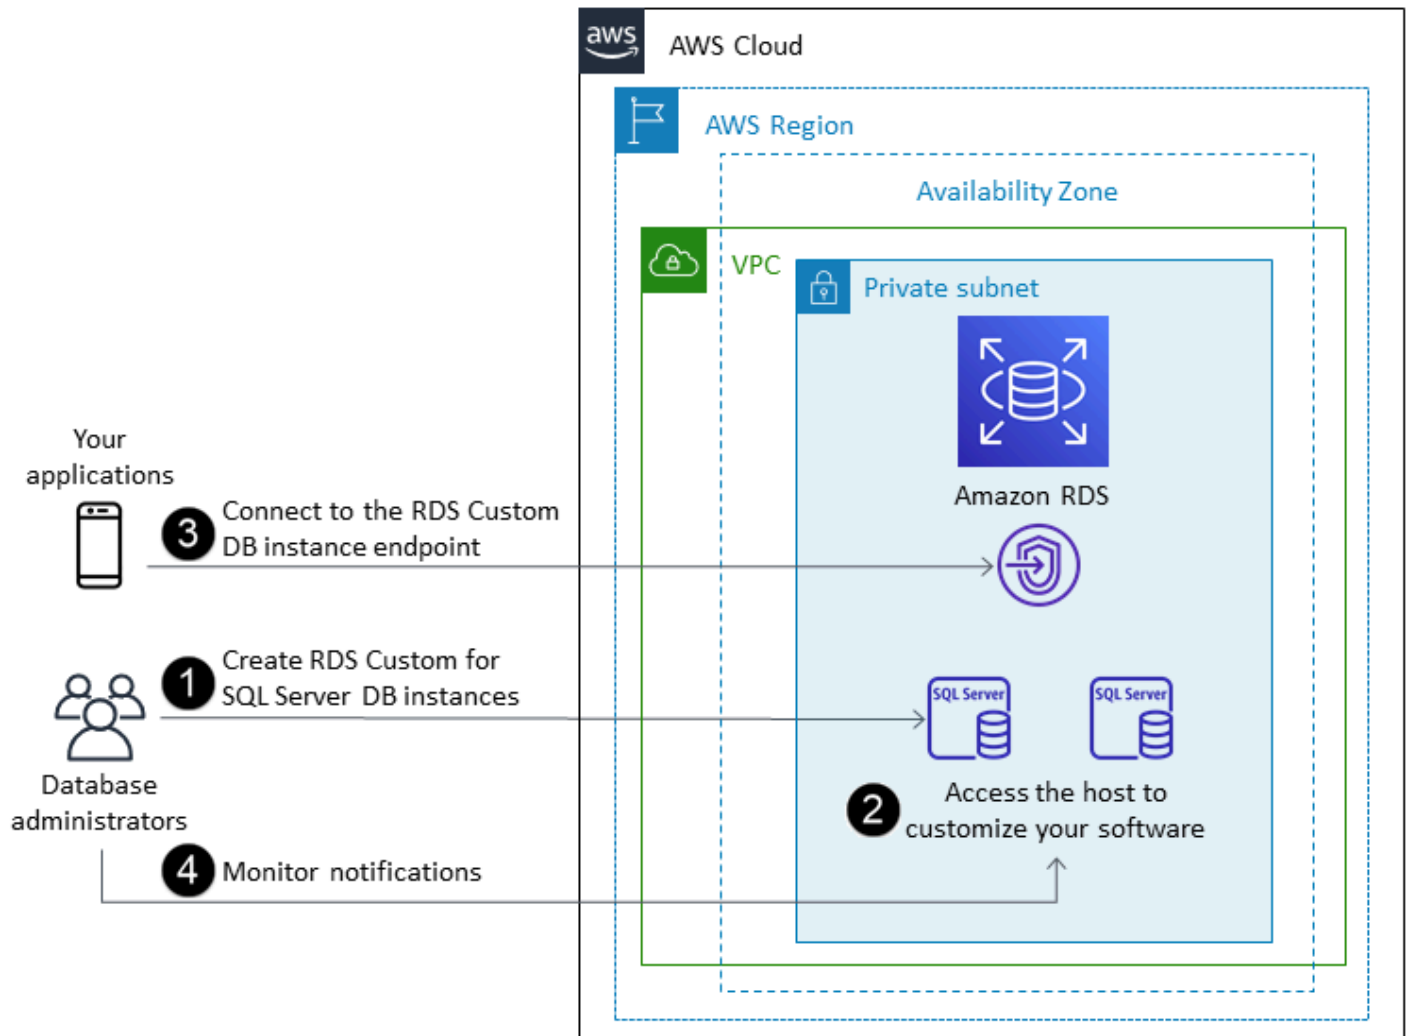 aws
AWS Cloud
AWS Region
Availability Zone
VPC
Private subnet
Amazon RDS
Your
applications
3
Connect to the RDS Custom
DB instance endpoint
1
Create RDS Custom for
SQL Server DB instances
SQL Server
SQL Server
Database
administrators
2
Access the host to
customize your software
4
Monitor notifications